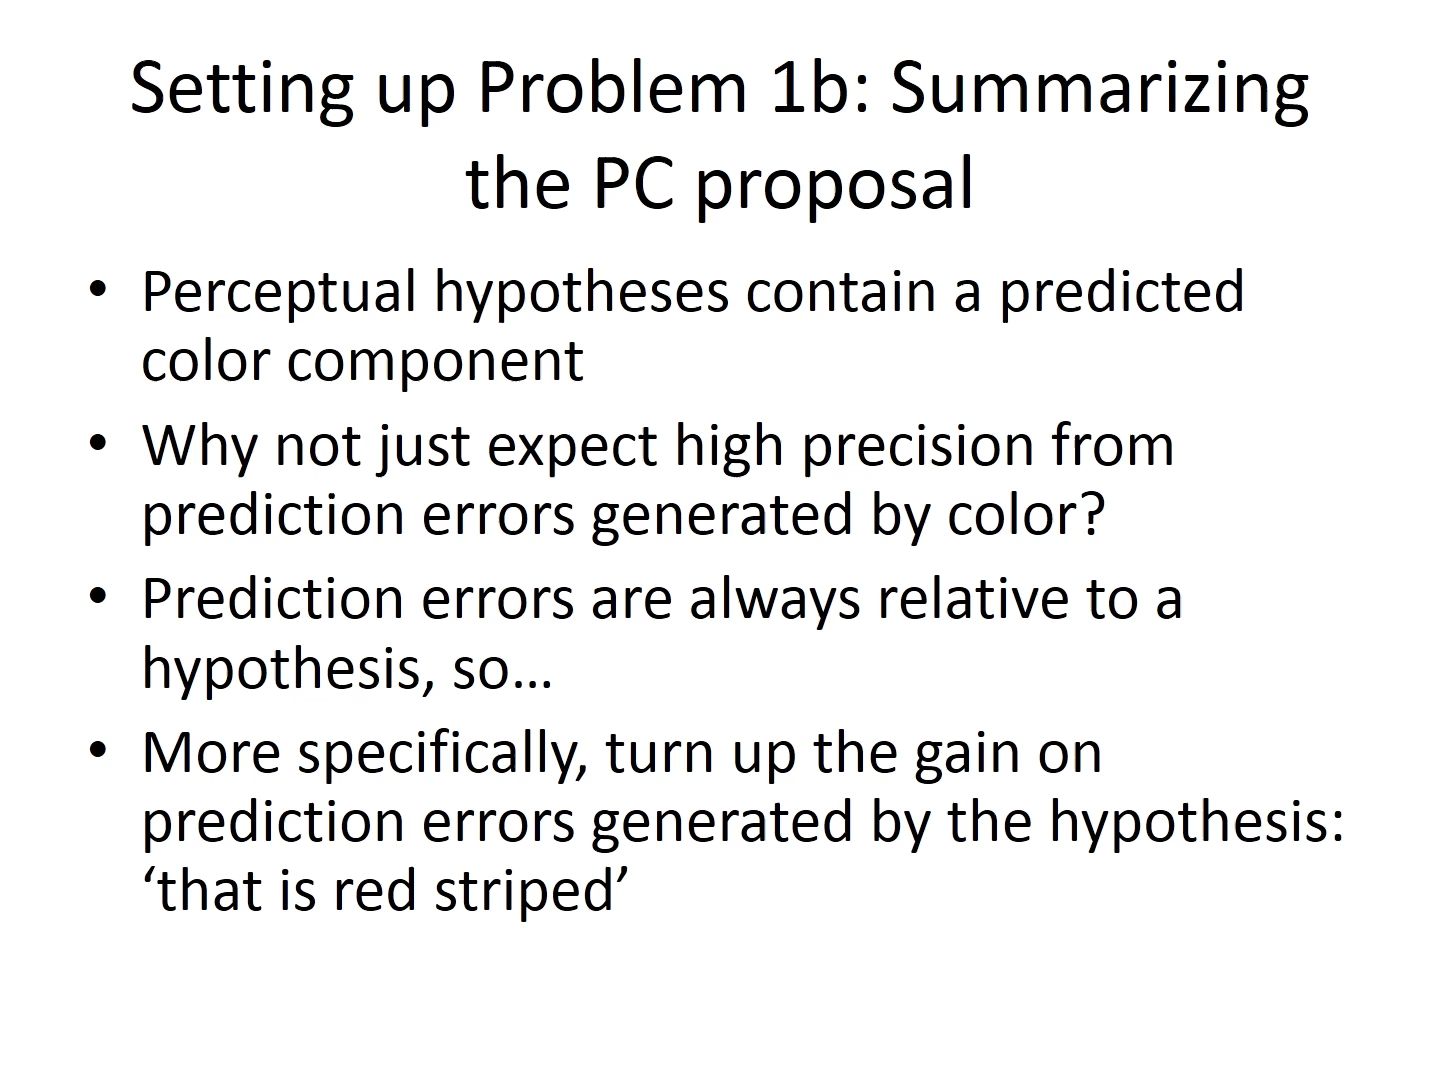 Setting up Problem 1b: Summarizing
the PC proposal
• Perceptual hypotheses contain a predicted
color component
• Why not just expect high precision from
prediction errors generated by color?
• Prediction errors are always relative to a
hypothesis, so…
• More specifically, turn up the gain on
prediction errors generated by the hypothesis:
‘that is red striped’